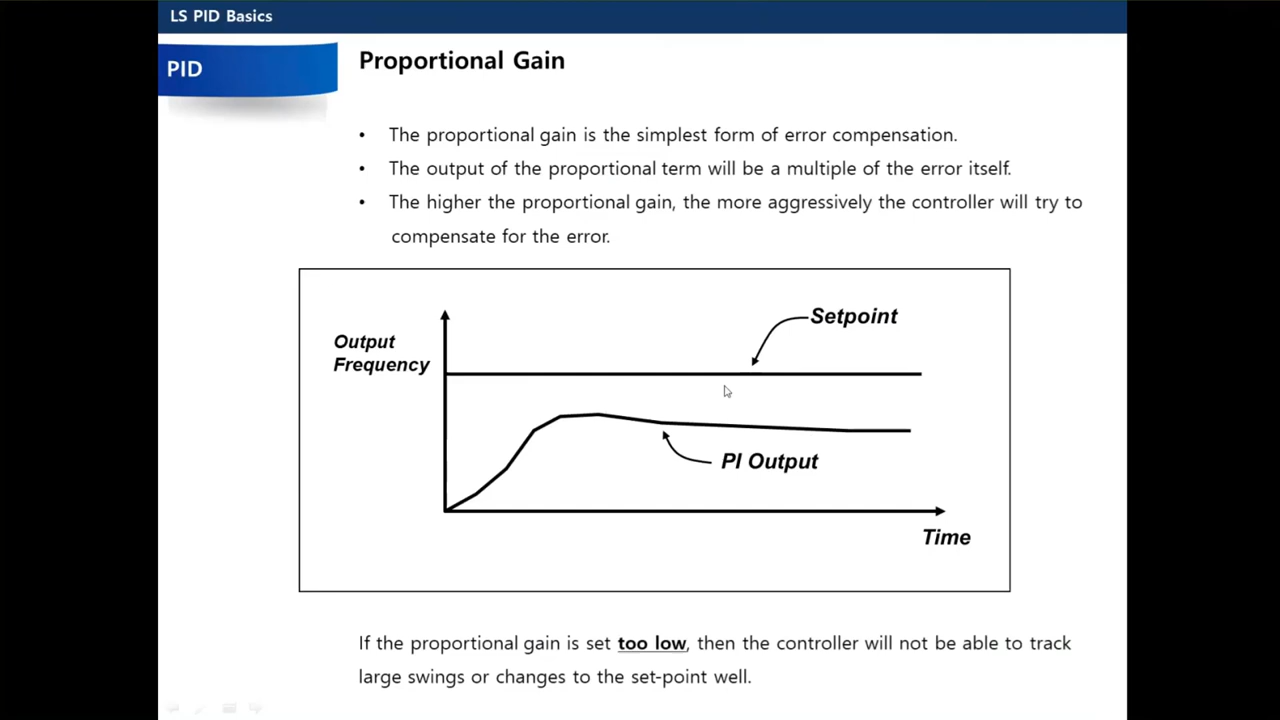 LS PID Basics
PID
Proportional Gain
• The proportional gain is the simplest form of error compensation.
• The output of the proportional term will be a multiple of the error itself.
• The higher the proportional gain, the more aggressively the controller will try to
compensate for the error.
Setpoint
Output
Frequency
PI Output
Time
If the proportional gain is set too low, then the controller will not be able to track
large swings or changes to the set-point well.